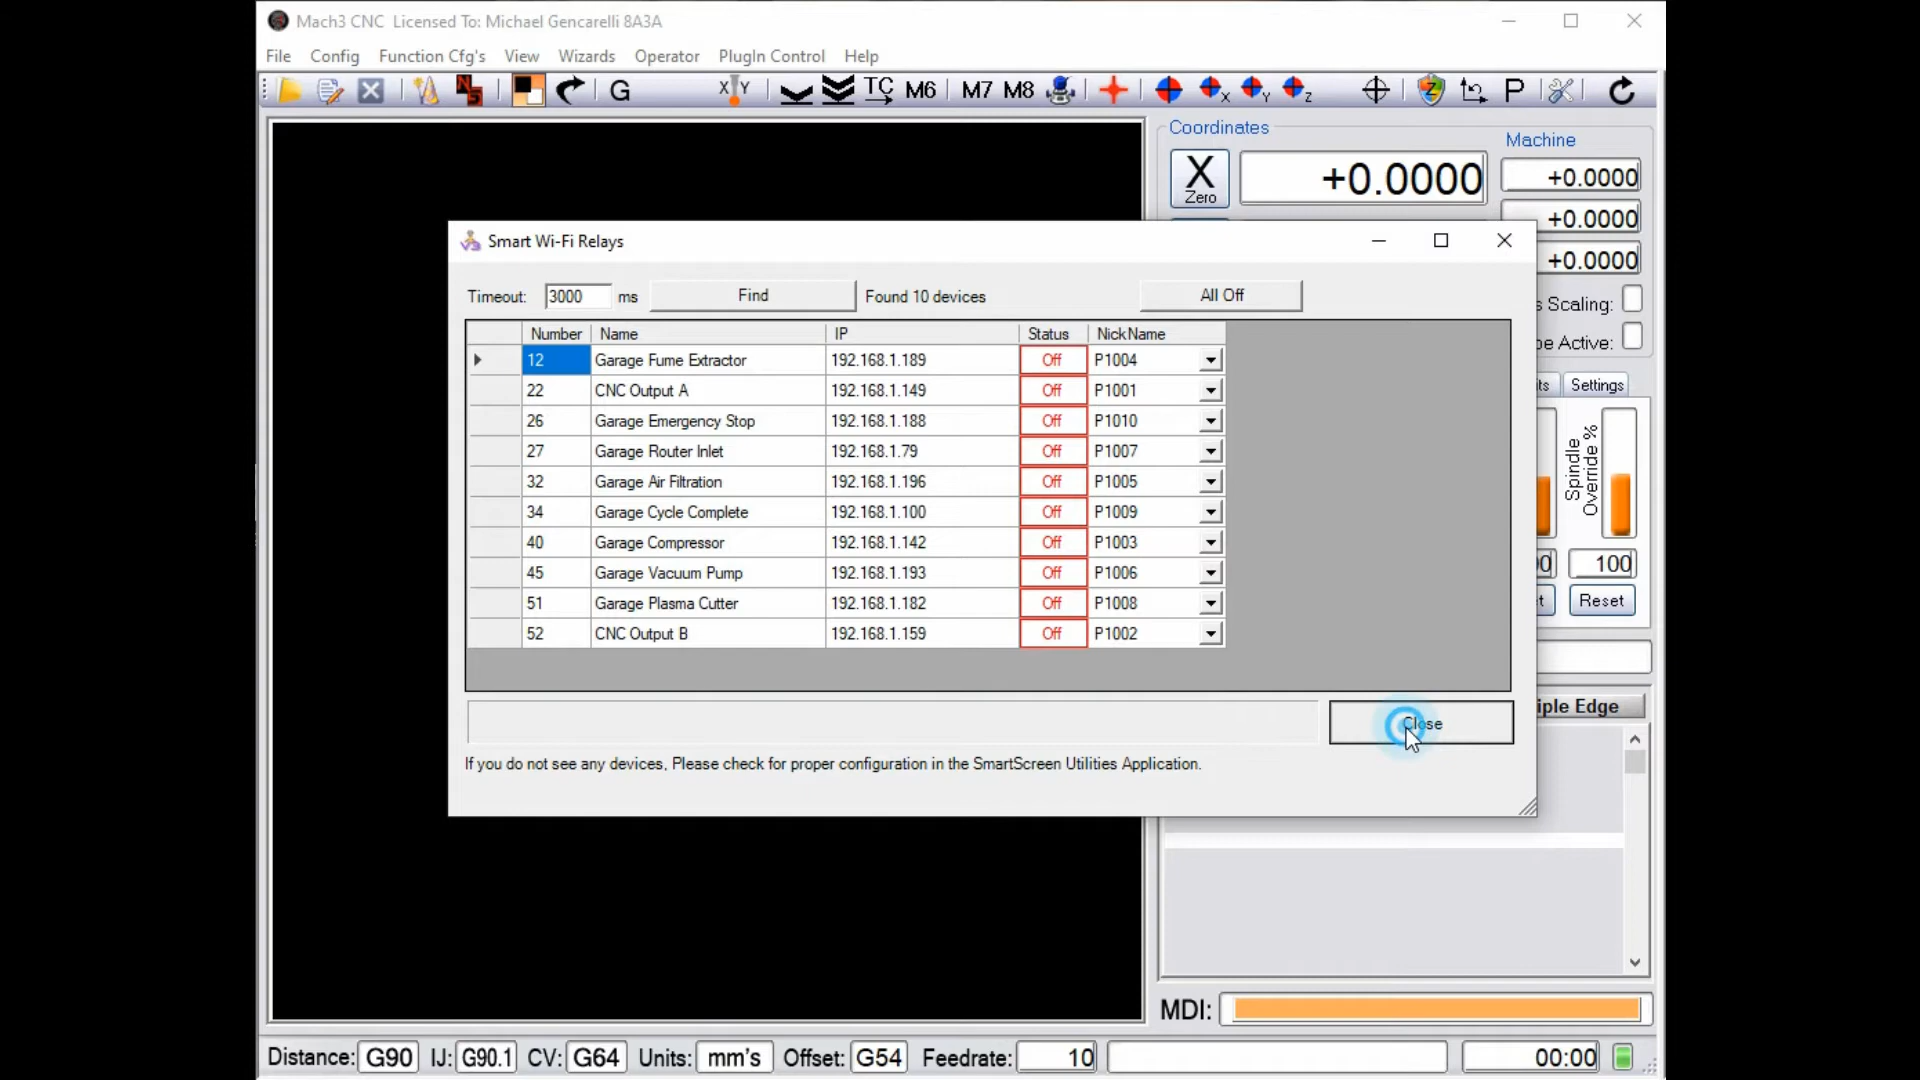 Mach3 CNC Licensed To: Michael Gencarelli 8A3A
File Config Function Cfg's View Wizards Operator PlugIn Control Help
G X Y TC M6 M7 M8 X Y Z Z P
Coordinates
Machine
X Zero +0.0000 +0.0000
+0.0000
+0.0000
Smart Wi-Fi Relays
Timeout: 3000 ms Find Found 10 devices All Off
Number Name IP Status NickName
12 Garage Fume Extractor 192.168.1.189 Off P1004
22 CNC Output A 192.168.1.149 Off P1001
26 Garage Emergency Stop 192.168.1.188 Off P1010
27 Garage Router Inlet 192.168.1.79 Off P1007
32 Garage Air Filtration 192.168.1.196 Off P1005
34 Garage Cycle Complete 192.168.1.100 Off P1009
40 Garage Compressor 192.168.1.142 Off P1003
45 Garage Vacuum Pump 192.168.1.193 Off P1006
51 Garage Plasma Cutter 192.168.1.182 Off P1008
52 CNC Output B 192.168.1.159 Off P1002
Close
If you do not see any devices, Please check for proper configuration in the SmartScreen Utilities Application.
Scaling:
Active:
Settings
Spindle Override %
100
Reset
Edge
MDI:
Distance: G90 IJ: G90.1 CV: G64 Units: mm's Offset: G54 Feedrate: 10 00:00